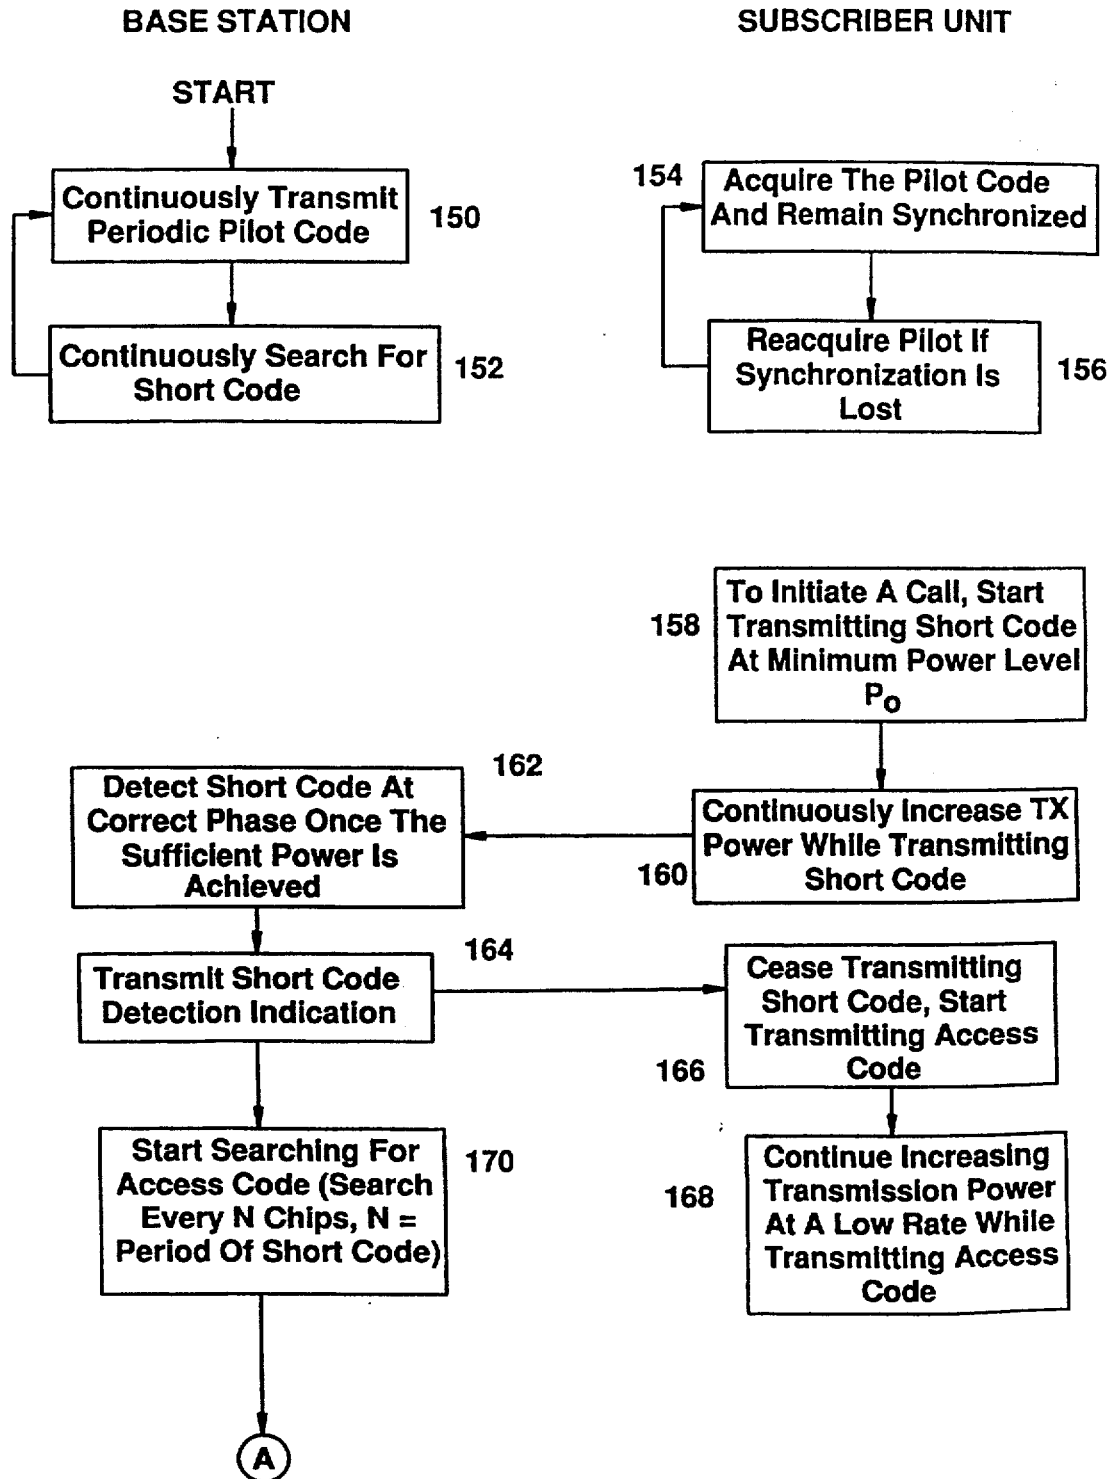 BASE STATION
SUBSCRIBER UNIT
START
Continuously Transmit
Periodic Pilot Code
150
154
Acquire The Pilot Code
And Remain Synchronized
Continuously Search For
Short Code
152
Reacquire Pilot If
Synchronization Is
Lost
156
158
To Initiate A Call, Start
Transmitting Short Code
At Minimum Power Level
Po
162
Detect Short Code At
Correct Phase Once The
Sufficient Power Is
Achieved
Continuously Increase TX
Power While Transmitting
Short Code
160
164
Transmit Short Code
Detection Indication
Cease Transmitting
Short Code, Start
Transmitting Access
Code
166
Start Searching For
Access Code (Search
Every N Chips, N =
Period Of Short Code)
170
168
Continue Increasing
Transmission Power
At A Low Rate While
Transmitting Access
Code
A